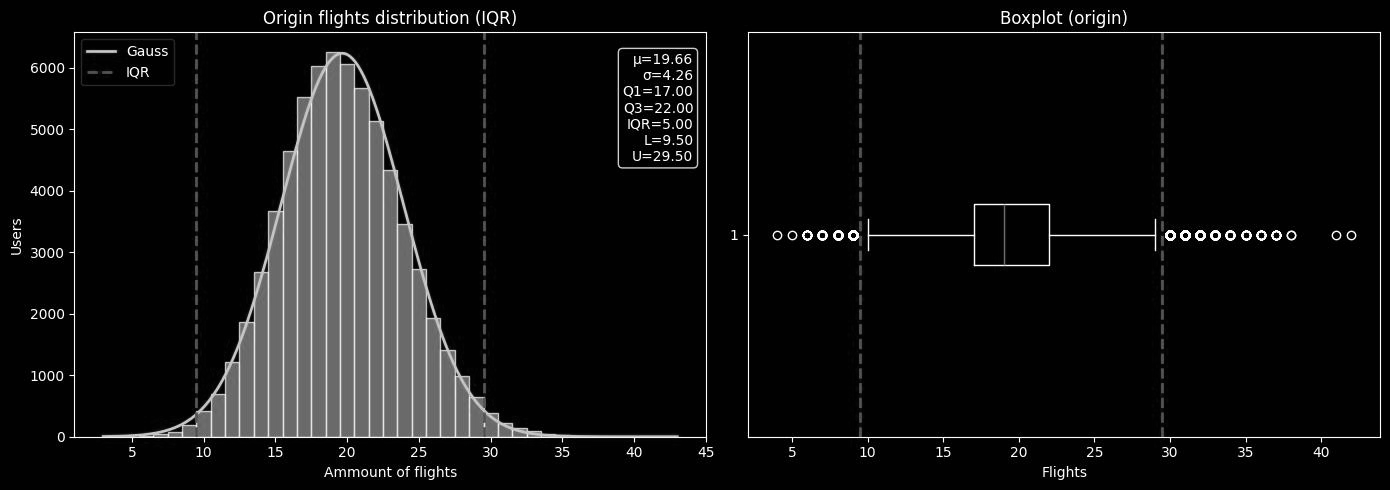 Origin flights distribution (IQR)
Gauss
IQR
μ=19.66
σ=4.26
Q1=17.00
Q3=22.00
IQR=5.00
L=9.50
U=29.50
Users
6000
5000
4000
3000
2000
1000
0
5 10 15 20 25 30 35 40 45
Ammount of flights
Boxplot (origin)
1
5 10 15 20 25 30 35 40
Flights